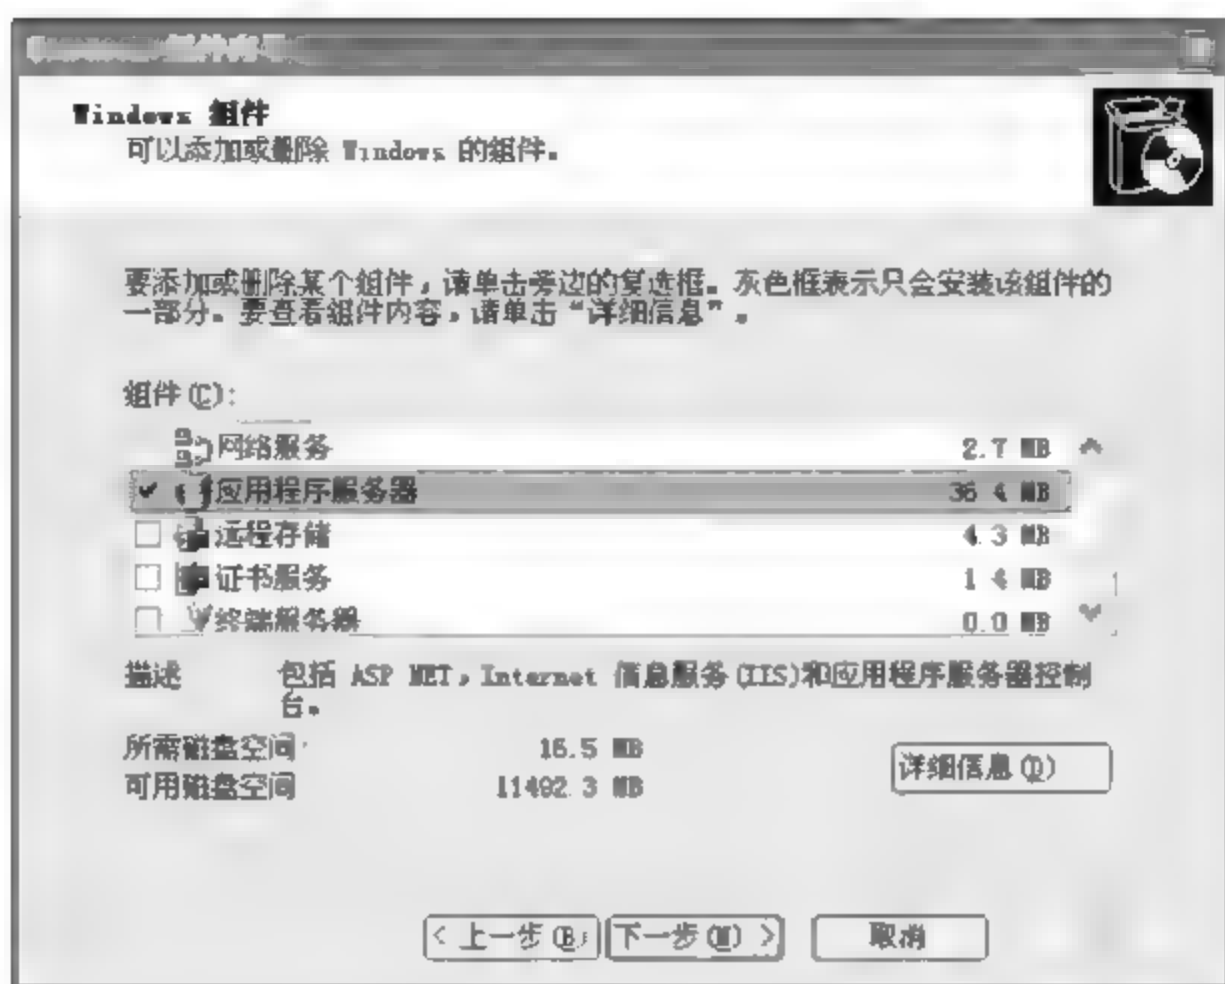 Windows 组件
可以添加或删除 Windows 的组件。
要添加或删除某个组件，请单击旁边的复选框。灰色框表示只会安装该组件的
一部分。要查看组件内容，请单击“详细信息”。
组件(C):
网络服务 2.7 MB
应用程序服务器 36.4 MB
远程存储 4.3 MB
证书服务 1.4 MB
终端服务器 0.0 MB
描述 包括 ASP NET，Internet 信息服务(IIS)和应用程序服务器控制
台。
所需磁盘空间: 16.5 MB
可用磁盘空间 11492.3 MB
详细信息(D)
< 上一步(B) 下一步(N) > 取消